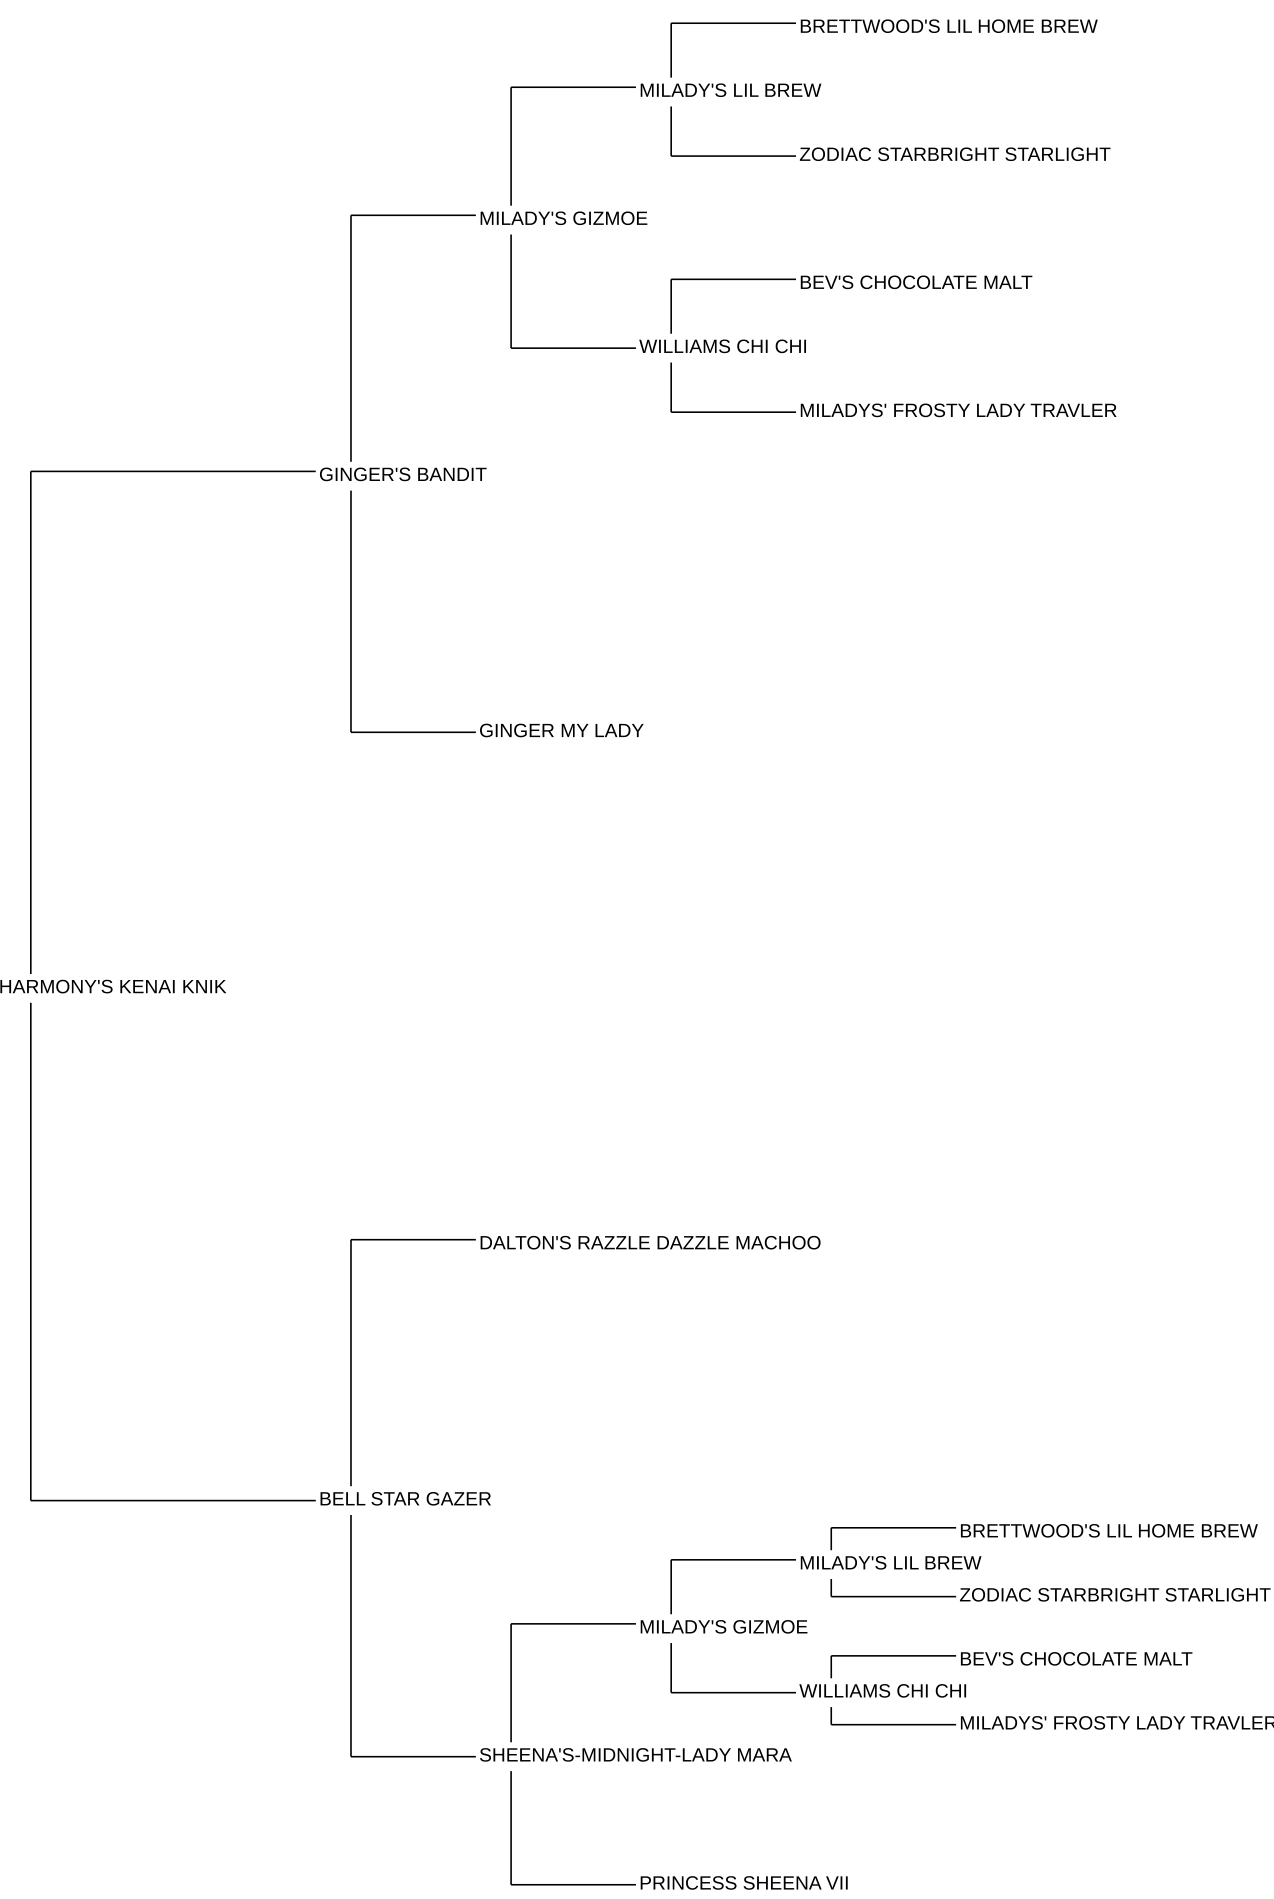 BRETTWOOD'S LIL HOME BREW
MILADY'S LIL BREW
ZODIAC STARBRIGHT STARLIGHT
MILADY'S GIZMOE
BEV'S CHOCOLATE MALT
WILLIAMS CHI CHI
MILADYS' FROSTY LADY TRAVLER
GINGER'S BANDIT
GINGER MY LADY
HARMONY'S KENAI KNIK
DALTON'S RAZZLE DAZZLE MACHOO
BELL STAR GAZER
BRETTWOOD'S LIL HOME BREW
MILADY'S LIL BREW
ZODIAC STARBRIGHT STARLIGHT
MILADY'S GIZMOE
BEV'S CHOCOLATE MALT
WILLIAMS CHI CHI
MILADYS' FROSTY LADY TRAVLER
SHEENA'S-MIDNIGHT-LADY MARA
PRINCESS SHEENA VII